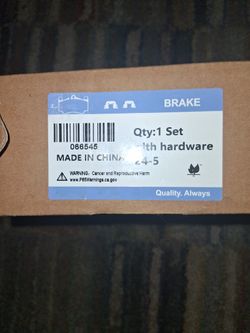 BRAKE
Qty:1 Set
with hardware
24-5
086545
MADE IN CHINA
WARNING: Cancer and Reproductive Harm
www.P65Warnings.ca.gov
Quality. Always